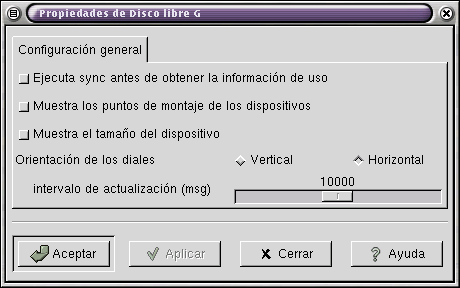 Propiedades de Disco libre G
Configuración general
Ejecuta sync antes de obtener la información de uso
Muestra los puntos de montaje de los dispositivos
Muestra el tamaño del dispositivo
Orientación de los diales Vertical Horizontal
10000
intervalo de actualización (msg)
Aceptar Aplicar Cerrar Ayuda